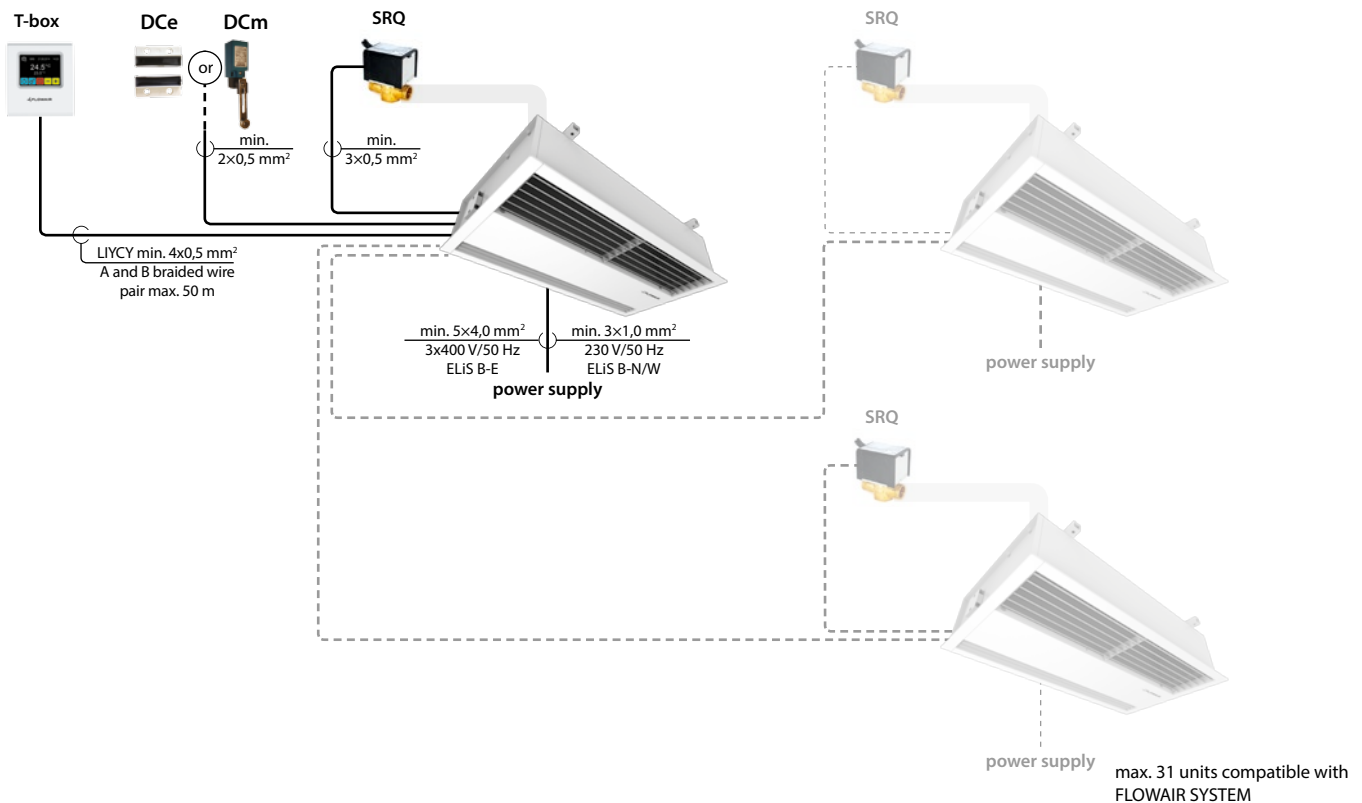 T-box
DCe
DCm
SRQ
SRQ
or
24.5°C
FLOWAIR
min.
2×0,5 mm²
min.
3×0,5 mm²
LIYCY min. 4x0,5 mm²
A and B braided wire
pair max. 50 m
min. 5×4,0 mm²
3x400 V/50 Hz
ELiS B-E
min. 3×1,0 mm²
230 V/50 Hz
ELiS B-N/W
power supply
power supply
SRQ
power supply
max. 31 units compatible with
FLOWAIR SYSTEM